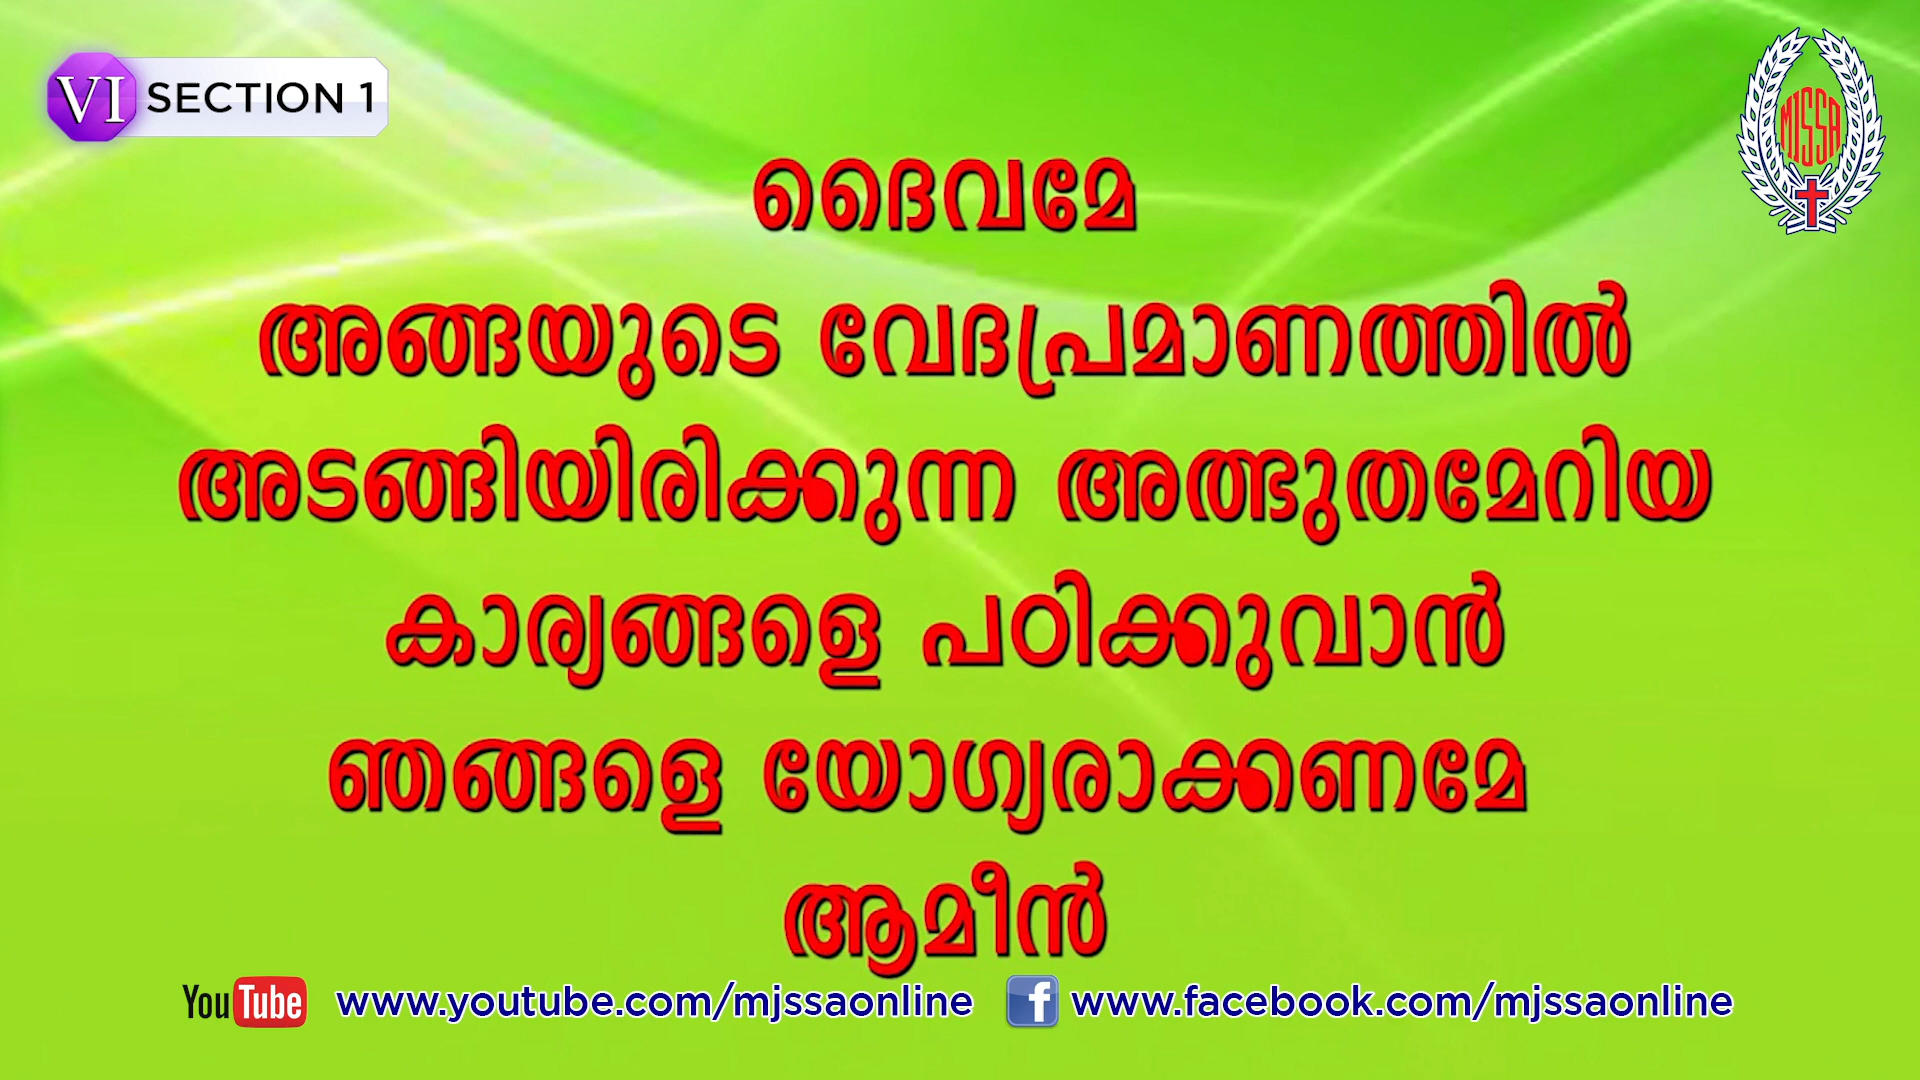 VI SECTION 1
MJSSA
ദൈവമേ
അങ്ങയുടെ വേദപ്രമാണത്തിൽ
അടങ്ങിയിരിക്കുന്ന അത്ഭുതമേറിയ
കാര്യങ്ങളെ പഠിക്കുവാൻ
ഞങ്ങളെ യോഗ്യരാക്കണമേ
ആമീൻ
YouTube www.youtube.com/mjssaonline f www.facebook.com/mjssaonline